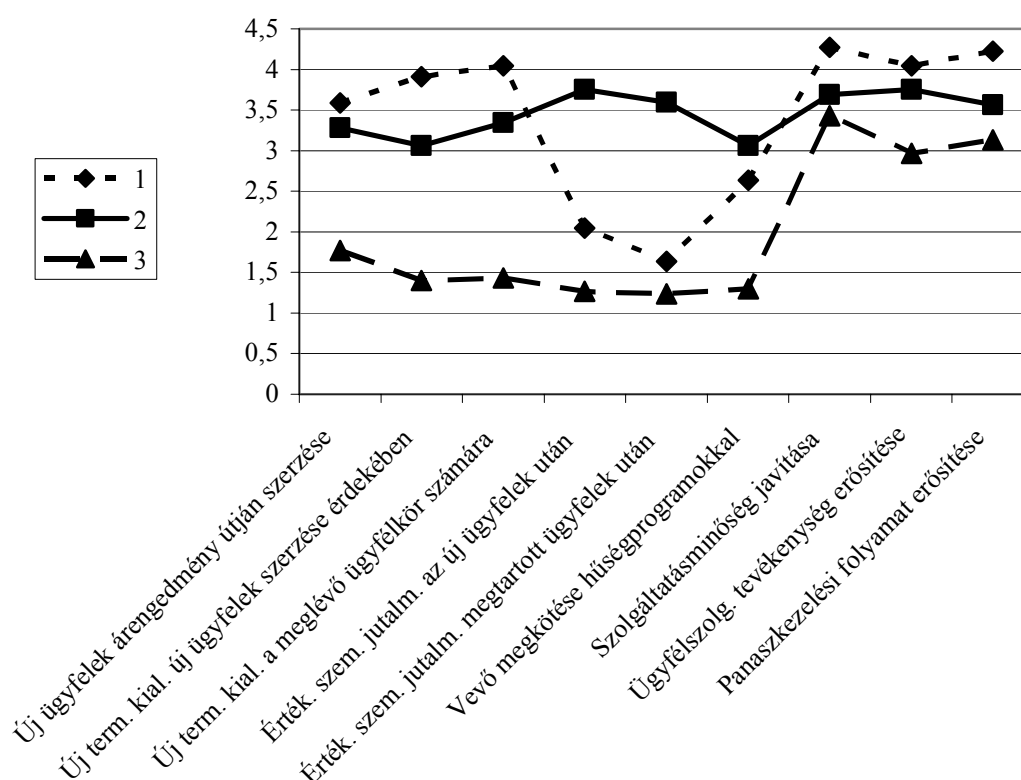 4,5
4
3,5
3
2,5
2
1,5
1
0,5
0
1
2
3
Új ügyfelek árengedmény útján szerzése
Új term. kial. új ügyfelek szerzése érdekében
Új term. kial. a meglévő ügyfélkör számára
Érték. szem. jutalm. az új ügyfelek után
Érték. szem. jutalm. megtartott ügyfelek után
Vevő megkötése hűségprogramokkal
Szolgáltatásminőség javítása
Ügyfélszolg. tevékenység erősítése
Panaszkezelési folyamat erősítése